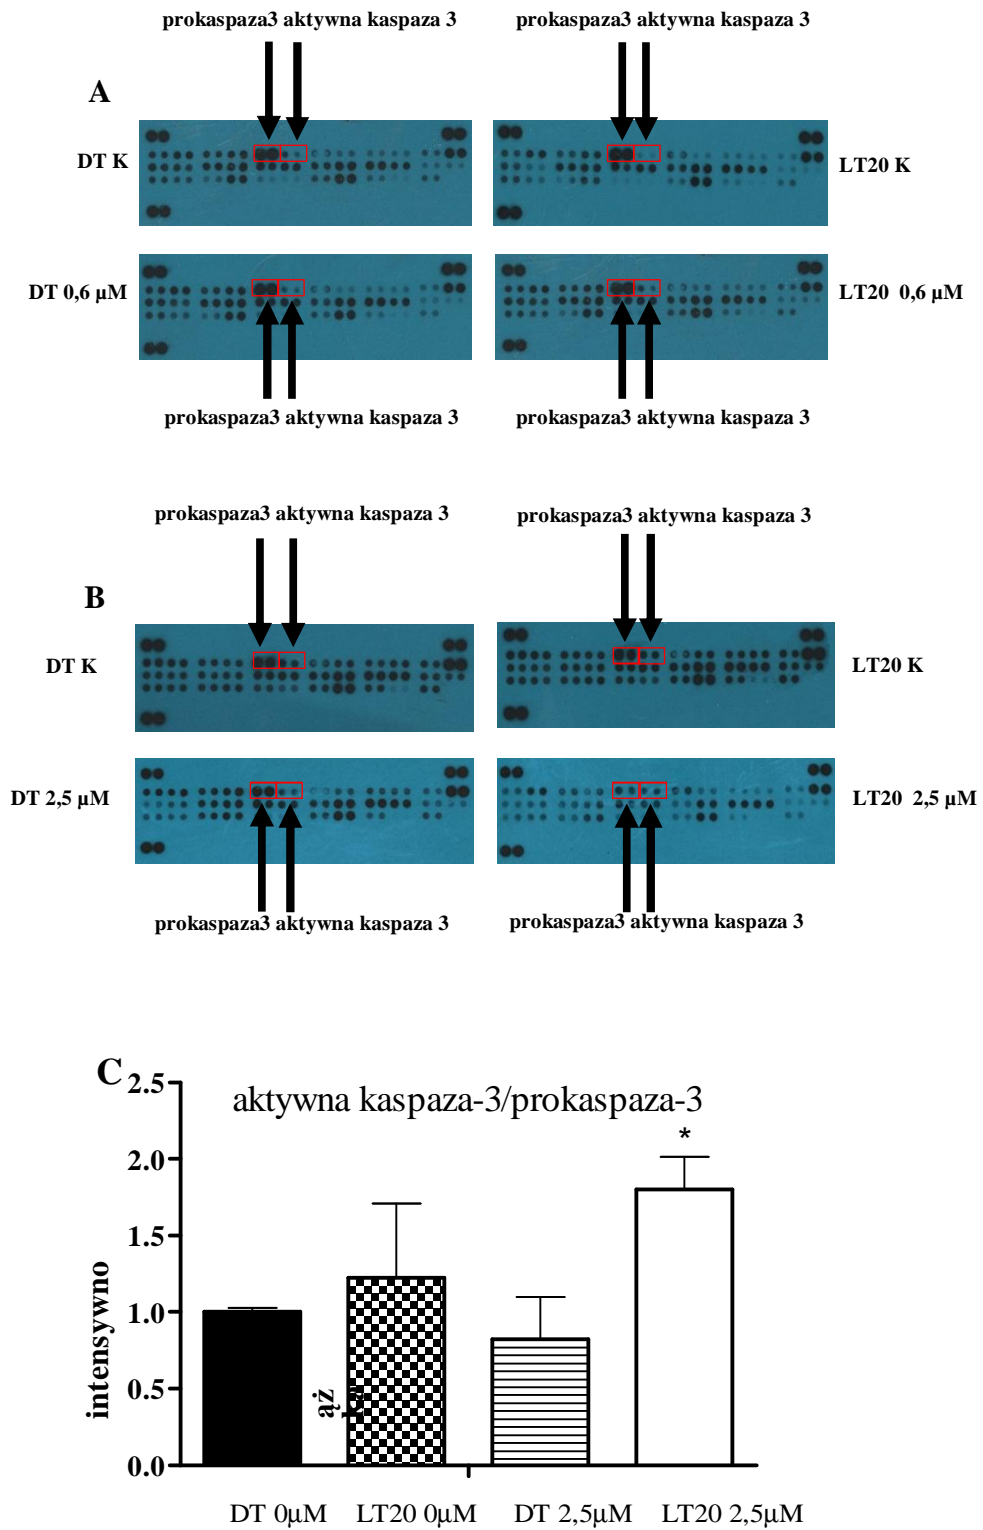 prokaspaza3 aktywna kaspaza 3
prokaspaza3 aktywna kaspaza 3
A
DT K
LT20 K
DT 0,6 µM
LT20 0,6 µM
prokaspaza3 aktywna kaspaza 3
prokaspaza3 aktywna kaspaza 3
prokaspaza3 aktywna kaspaza 3
prokaspaza3 aktywna kaspaza 3
B
DT K
LT20 K
DT 2,5 µM
LT20 2,5 µM
prokaspaza3 aktywna kaspaza 3
prokaspaza3 aktywna kaspaza 3
C
aktywna kaspaza-3/prokaspaza-3
*
2.5
2.0
1.5
1.0
0.5
0.0
intensywno
ąż
DT 0µM
LT20 0µM
DT 2,5µM
LT20 2,5µM